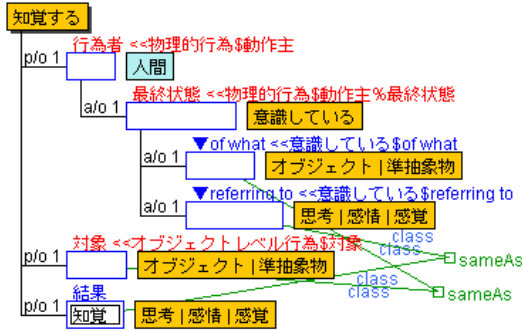 知覚する
行為者 <<物理的行為$動作主
p/o 1
人間
最終状態 <<物理的行為$動作主%最終状態
a/o 1
意識している
▼of what <<意識している$of what
a/o 1
オブジェクト|準抽象物
▼referring to <<意識している$referring to
a/o 1
思考|感情|感覚
対象 <<オブジェクトレベル行為$対象
class
class
p/o 1
オブジェクト|準抽象物
sameAs
結果
class
class
sameAs
p/o 1
知覚
思考|感情|感覚